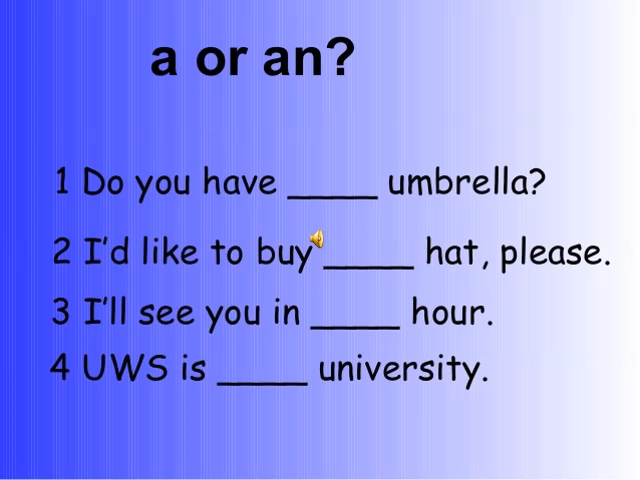 a or an?
1 Do you have ____ umbrella?
2 I’d like to buy ____ hat, please.
3 I’ll see you in ____ hour.
4 UWS is ____ university.